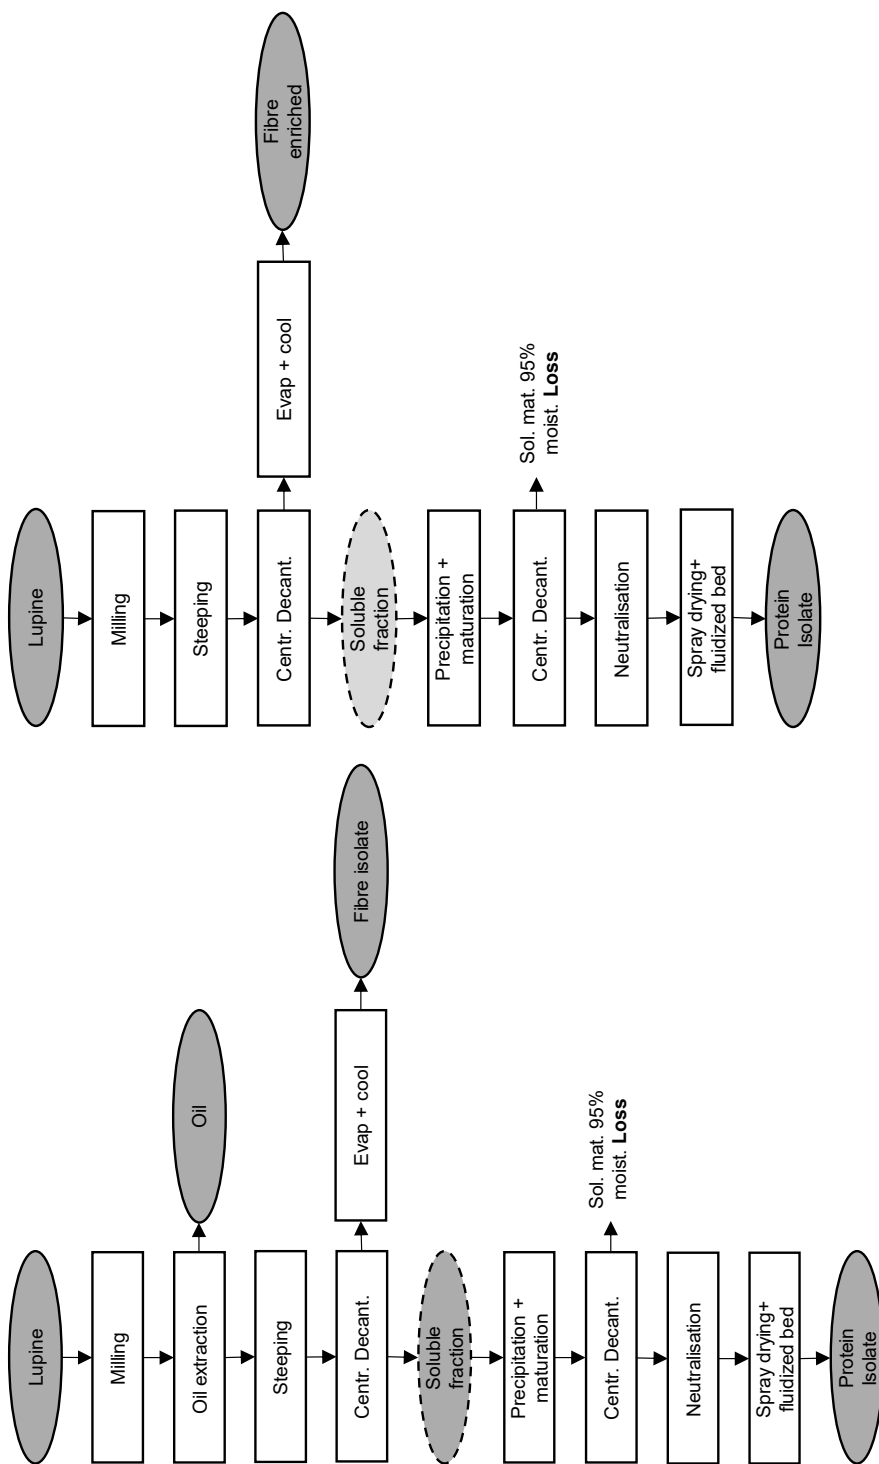 Lupine
Milling
Oil extraction
Oil
Steeping
Centr. Decant.
Evap + cool
Fibre isolate
Soluble
fraction
Precipitation +
maturation
Centr. Decant.
Sol. mat. 95%
moist. Loss
Neutralisation
Spray drying+
fluidized bed
Protein
Isolate
Lupine
Milling
Steeping
Centr. Decant.
Evap + cool
Fibre
enriched
Soluble
fraction
Precipitation +
maturation
Centr. Decant.
Sol. mat. 95%
moist. Loss
Neutralisation
Spray drying+
fluidized bed
Protein
Isolate